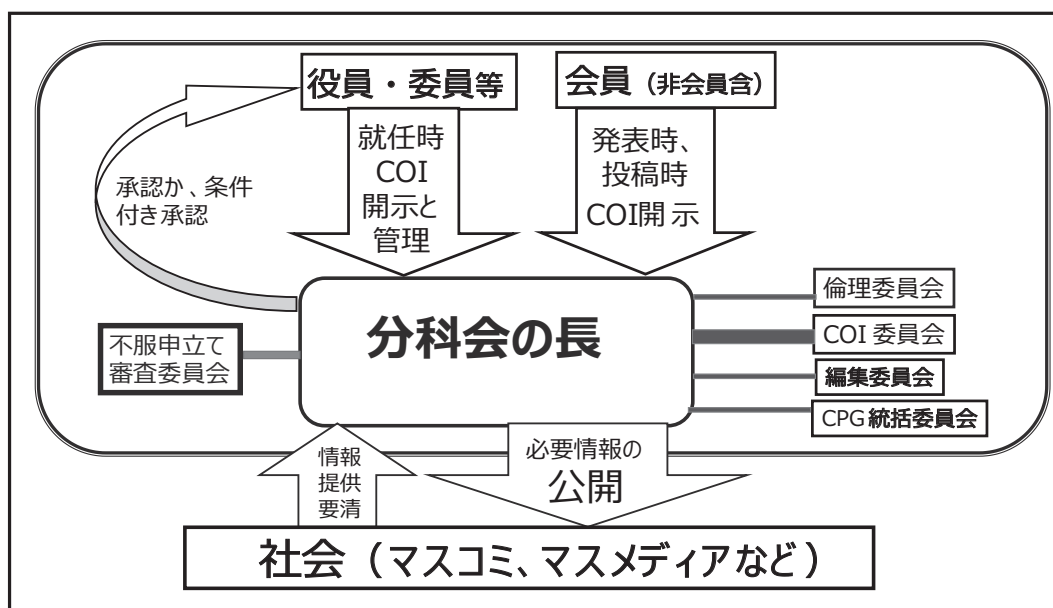 役員・委員等
会員（非会員含）
就任時
COI
開示と
管理
発表時、
投稿時
COI開示
承認か、条件
付き承認
分科会の長
不服申立て
審査委員会
倫理委員会
COI 委員会
編集委員会
CPG統括委員会
情報
提供
要請
必要情報の
公開
社会（マスコミ、マスメディアなど）